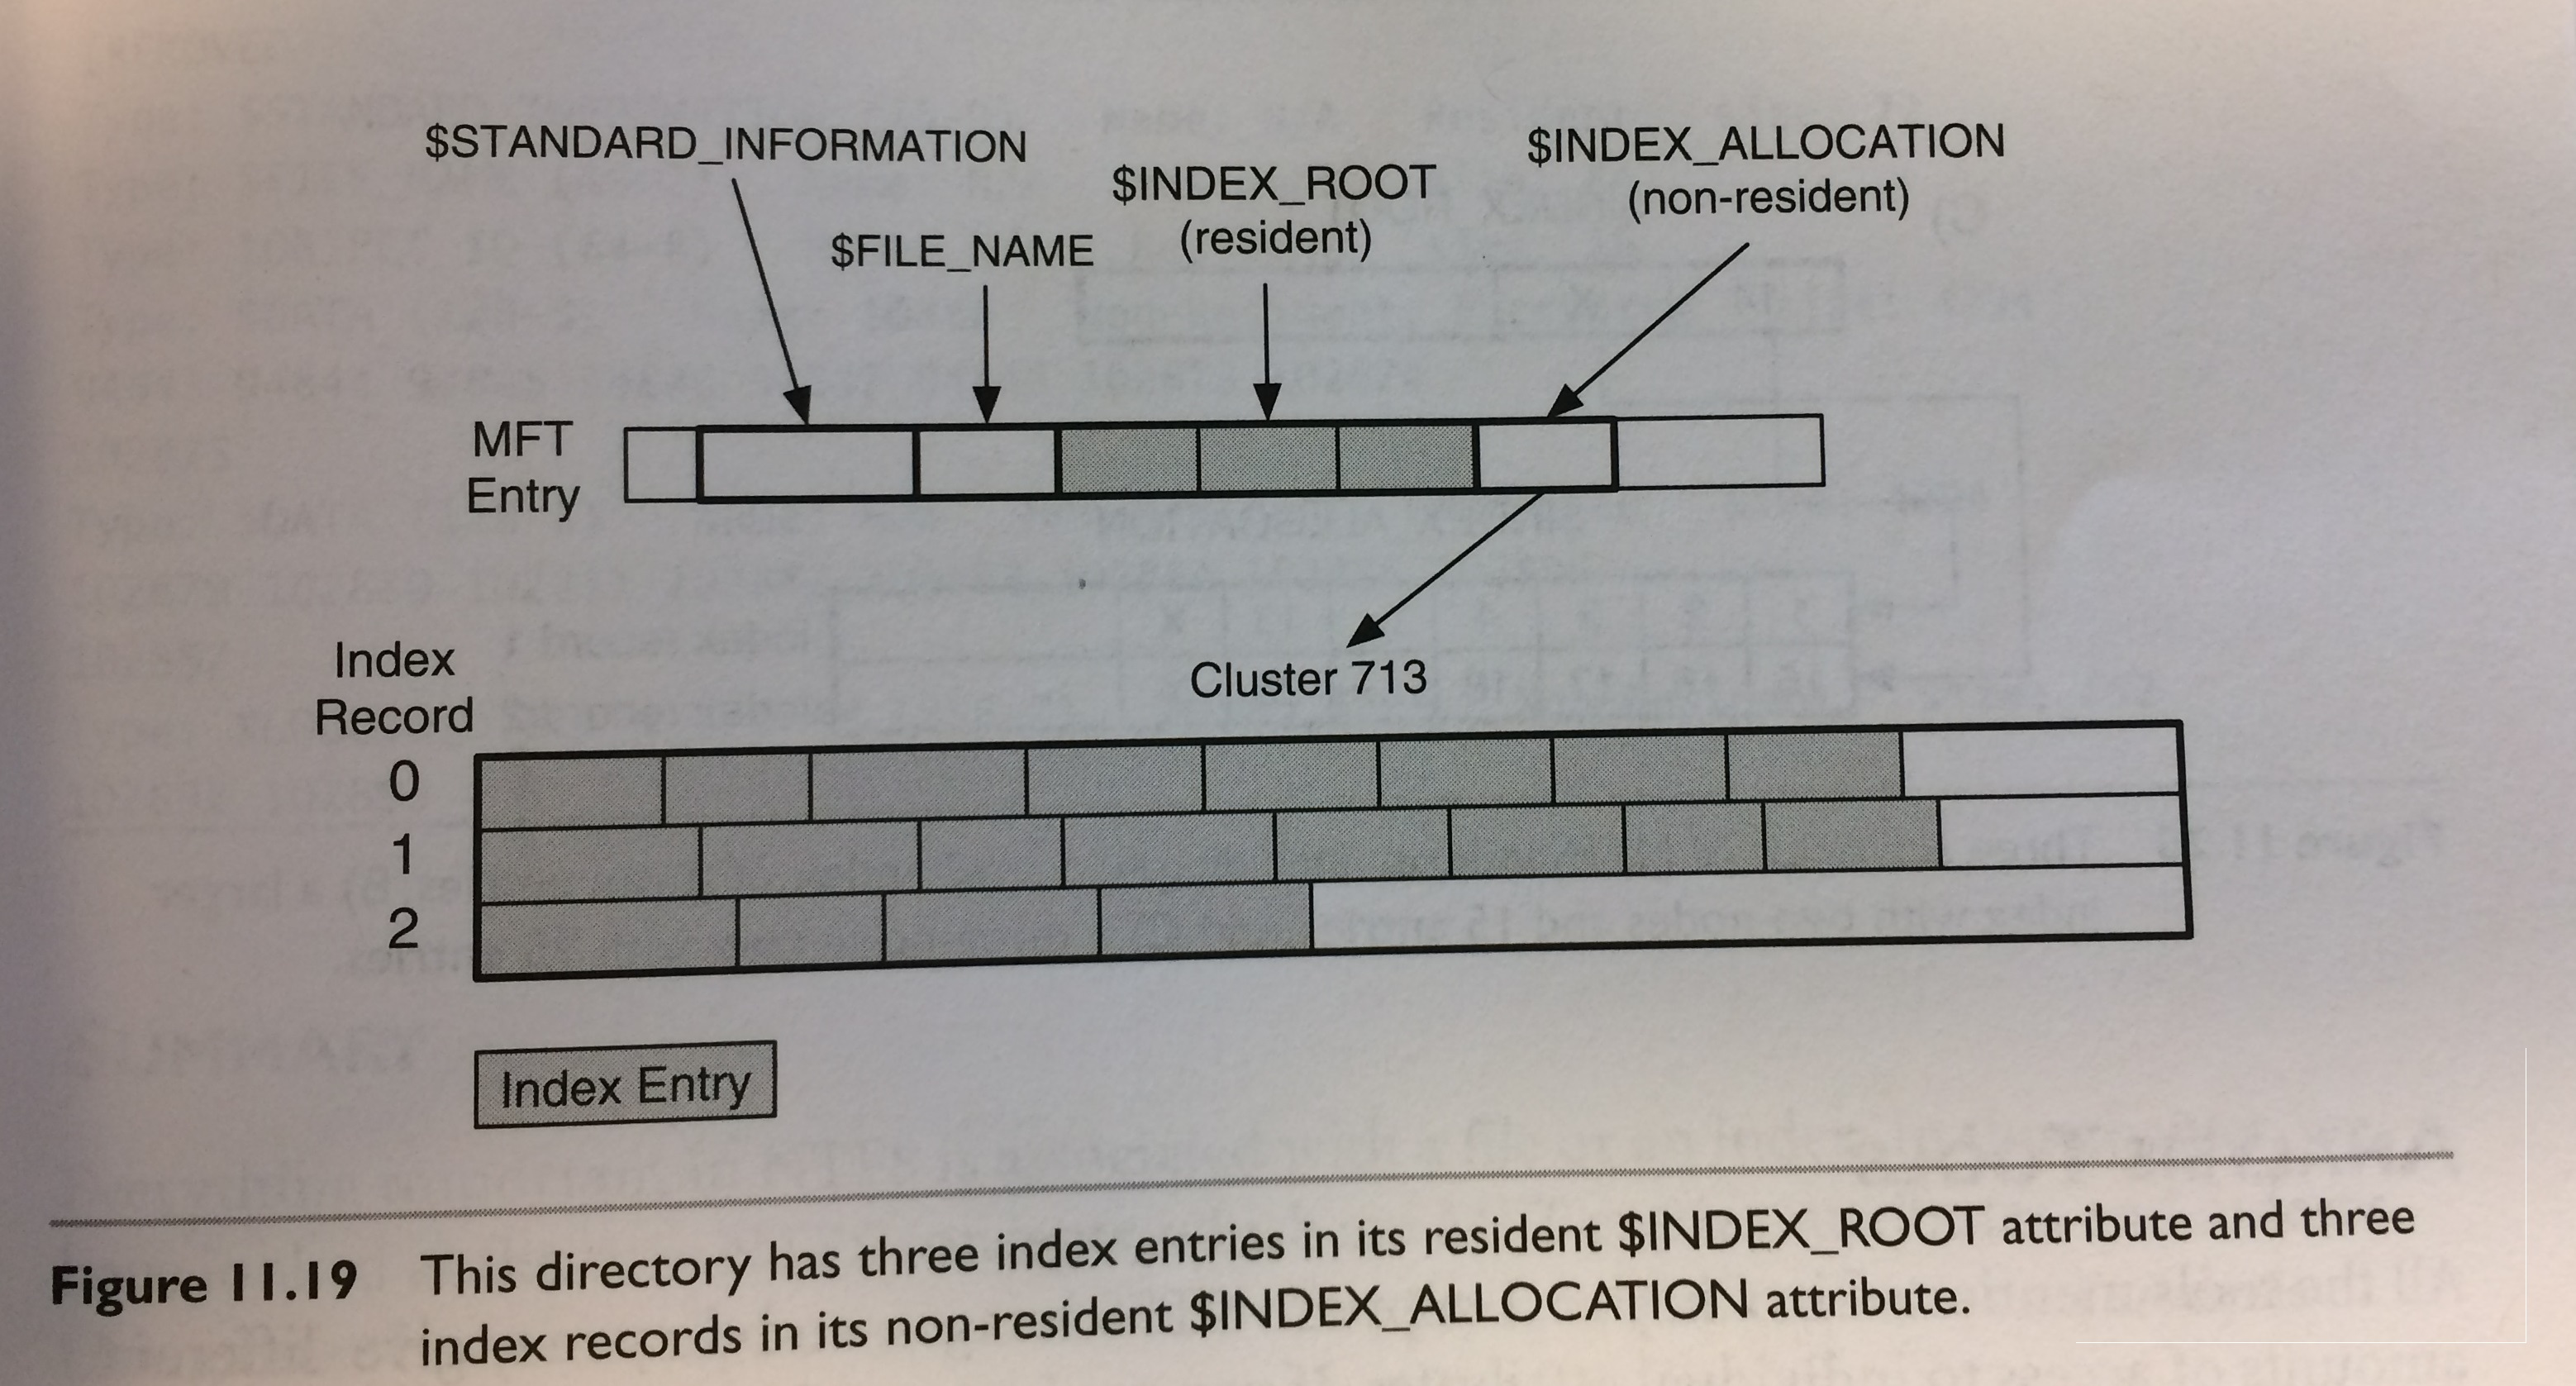 $STANDARD_INFORMATION
$FILE_NAME
$INDEX_ROOT
(resident)
$INDEX_ALLOCATION
(non-resident)
MFT
Entry
Cluster 713
Index
Record
0
1
2
Index Entry
Figure 11.19 This directory has three index entries in its resident $INDEX_ROOT attribute and three
index records in its non-resident $INDEX_ALLOCATION attribute.